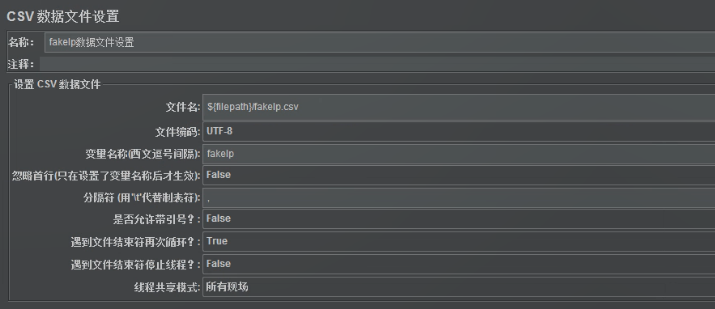 CSV 数据文件设置
名称： fakeIp数据文件设置
注释：
设置 CSV 数据文件
文件名: ${filepath}/fakeIp.csv
文件编码: UTF-8
变量名称(西文逗号间隔): fakeIp
忽略首行(只在设置了变量名称后才生效): False
分隔符 (用'\t'代替制表符): ,
是否允许带引号？: False
遇到文件结束符再次循环？: True
遇到文件结束符停止线程？: False
线程共享模式: 所有现场